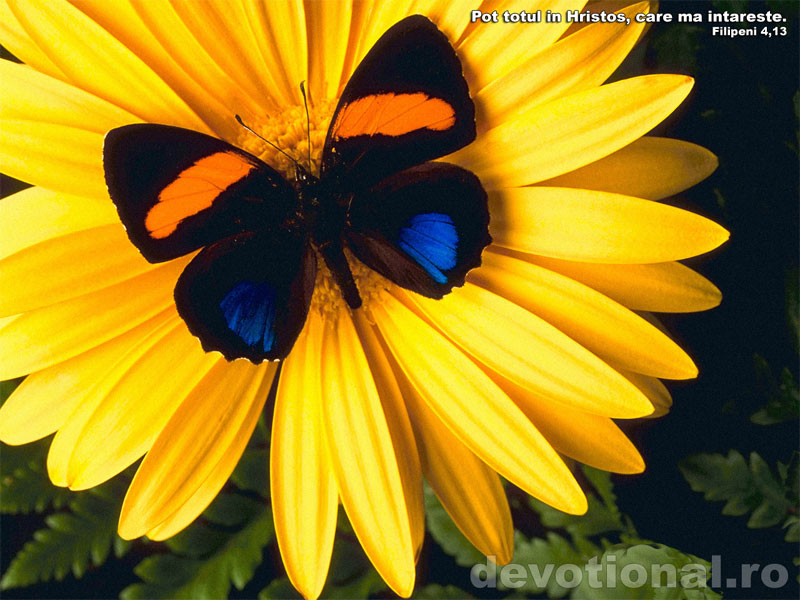 Pot totul in Hristos, care ma intareste.
Filipeni 4,13
devotional.ro